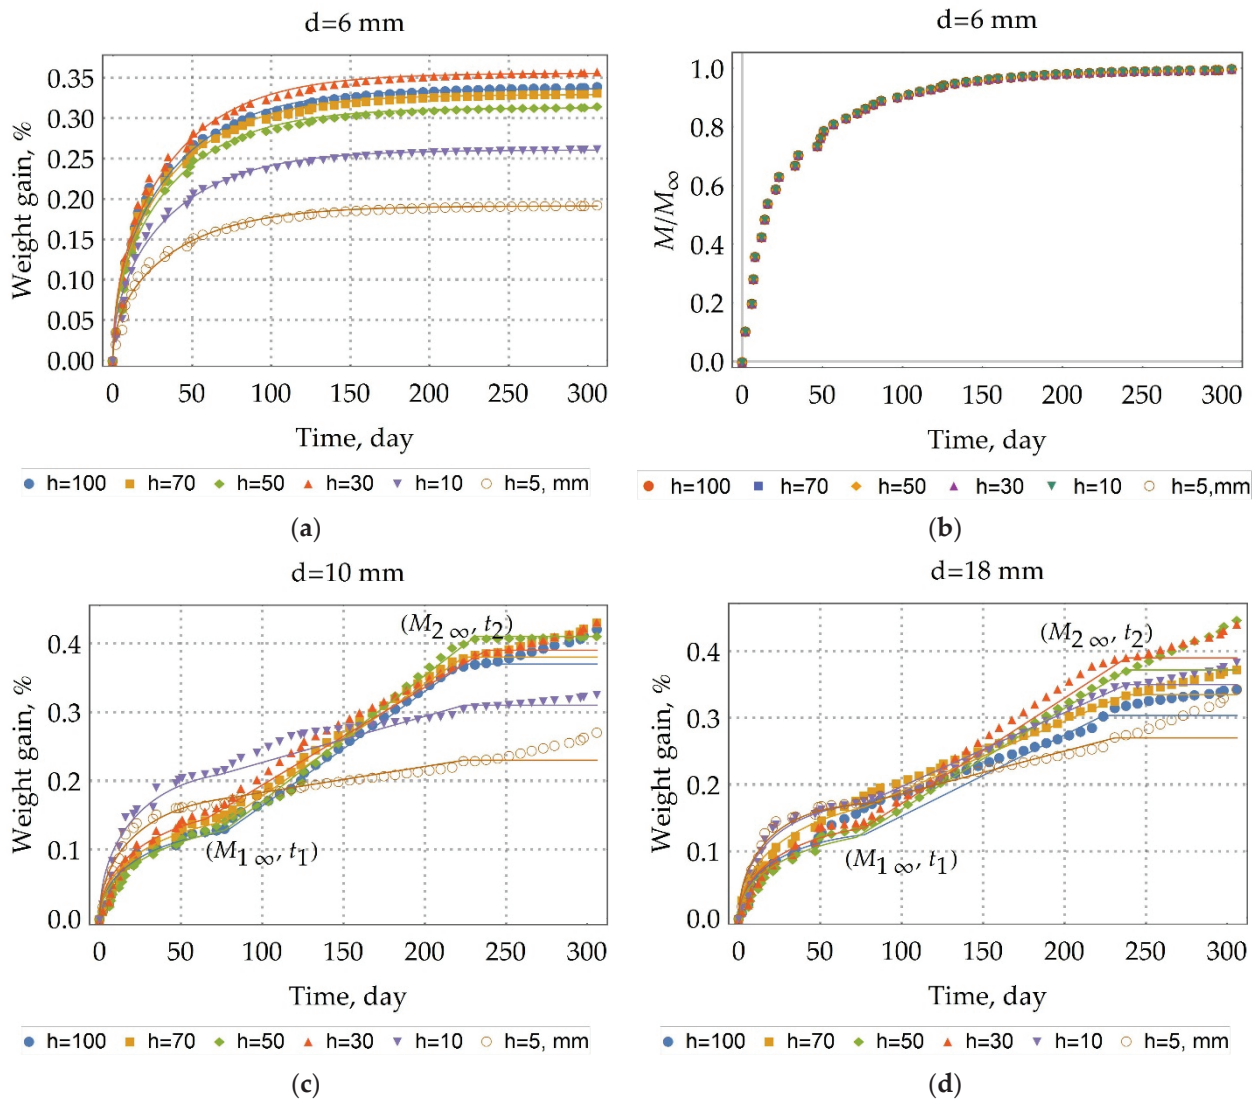 d=6 mm
Weight gain, %
0.35
0.30
0.25
0.20
0.15
0.10
0.05
0.00
0 50 100 150 200 250 300
Time, day
h=100 h=70 h=50 h=30 h=10 h=5, mm
(a)
d=6 mm
M/M∞
1.0
0.8
0.6
0.4
0.2
0.0
0 50 100 150 200 250 300
Time, day
h=100 h=70 h=50 h=30 h=10 h=5,mm
(b)
d=10 mm
Weight gain, %
0.4
0.3
0.2
0.1
0.0
(M2 ∞, t2)
(M1 ∞, t1)
0 50 100 150 200 250 300
Time, day
h=100 h=70 h=50 h=30 h=10 h=5, mm
(c)
d=18 mm
Weight gain, %
0.4
0.3
0.2
0.1
0.0
(M2 ∞, t2)
(M1 ∞, t1)
0 50 100 150 200 250 300
Time, day
h=100 h=70 h=50 h=30 h=10 h=5, mm
(d)